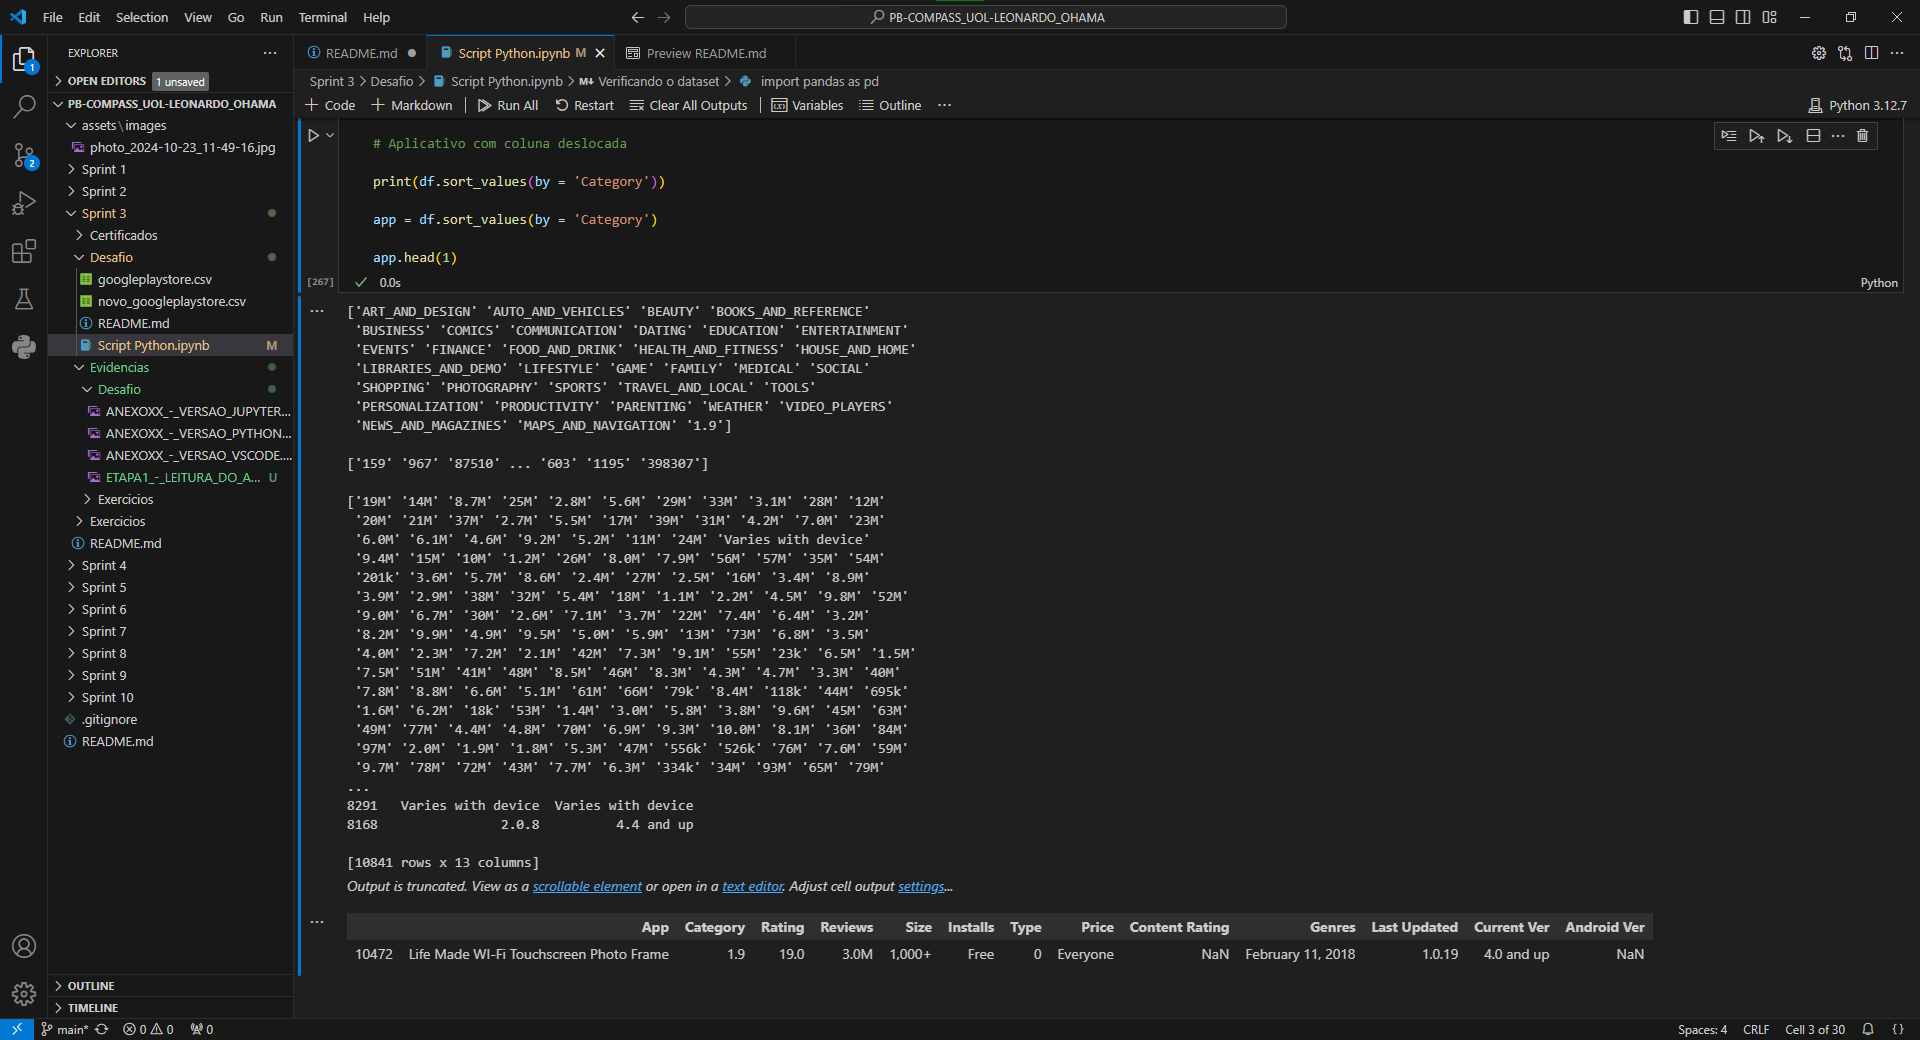 File Edit Selection View Go Run Terminal Help
PB-COMPASS_UOL-LEONARDO_OHAMA
EXPLORER
OPEN EDITORS 1 unsaved
PB-COMPASS_UOL-LEONARDO_OHAMA
assets\images
photo_2024-10-23_11-49-16.jpg
Sprint 1
Sprint 2
Sprint 3
Certificados
Desafio
googleplaystore.csv
novo_googleplaystore.csv
README.md
Script Python.ipynb M
Evidencias
Desafio
ANEXOXX_-_VERSAO_JUPYTER...
ANEXOXX_-_VERSAO_PYTHON...
ANEXOXX_-_VERSAO_VSCODE....
ETAPA1_-_LEITURA_DO_A... U
Exercicios
Exercicios
README.md
Sprint 4
Sprint 5
Sprint 6
Sprint 7
Sprint 8
Sprint 9
Sprint 10
.gitignore
README.md
OUTLINE
TIMELINE
1
2
README.md
Script Python.ipynb M
Preview README.md
Sprint 3 > Desafio > Script Python.ipynb > M↓ Verificando o dataset > import pandas as pd
Code Markdown Run All Restart Clear All Outputs Variables Outline ...
Python 3.12.7
# Aplicativo com coluna deslocada
print(df.sort_values(by = 'Category'))
app = df.sort_values(by = 'Category')
app.head(1)
[267] 0.0s Python
['ART_AND_DESIGN' 'AUTO_AND_VEHICLES' 'BEAUTY' 'BOOKS_AND_REFERENCE'
'BUSINESS' 'COMICS' 'COMMUNICATION' 'DATING' 'EDUCATION' 'ENTERTAINMENT'
'EVENTS' 'FINANCE' 'FOOD_AND_DRINK' 'HEALTH_AND_FITNESS' 'HOUSE_AND_HOME'
'LIBRARIES_AND_DEMO' 'LIFESTYLE' 'GAME' 'FAMILY' 'MEDICAL' 'SOCIAL'
'SHOPPING' 'PHOTOGRAPHY' 'SPORTS' 'TRAVEL_AND_LOCAL' 'TOOLS'
'PERSONALIZATION' 'PRODUCTIVITY' 'PARENTING' 'WEATHER' 'VIDEO_PLAYERS'
'NEWS_AND_MAGAZINES' 'MAPS_AND_NAVIGATION' '1.9']
['159' '967' '87510' ... '603' '1195' '398307']
['19M' '14M' '8.7M' '25M' '2.8M' '5.6M' '29M' '33M' '3.1M' '28M' '12M'
'20M' '21M' '37M' '2.7M' '5.5M' '17M' '39M' '31M' '4.2M' '7.0M' '23M'
'6.0M' '6.1M' '4.6M' '9.2M' '5.2M' '11M' '24M' 'Varies with device'
'9.4M' '15M' '10M' '1.2M' '26M' '8.0M' '7.9M' '56M' '57M' '35M' '54M'
'201k' '3.6M' '5.7M' '8.6M' '2.4M' '27M' '2.5M' '16M' '3.4M' '8.9M'
'3.9M' '2.9M' '38M' '32M' '5.4M' '18M' '1.1M' '2.2M' '4.5M' '9.8M' '52M'
'9.0M' '6.7M' '30M' '2.6M' '7.1M' '3.7M' '22M' '7.4M' '6.4M' '3.2M'
'8.2M' '9.9M' '4.9M' '9.5M' '5.0M' '5.9M' '13M' '73M' '6.8M' '3.5M'
'4.0M' '2.3M' '7.2M' '2.1M' '42M' '7.3M' '9.1M' '55M' '23k' '6.5M' '1.5M'
'7.5M' '51M' '41M' '48M' '8.5M' '46M' '8.3M' '4.3M' '4.7M' '3.3M' '40M'
'7.8M' '8.8M' '6.6M' '5.1M' '61M' '66M' '79k' '8.4M' '118k' '44M' '695k'
'1.6M' '6.2M' '18k' '53M' '1.4M' '3.0M' '5.8M' '3.8M' '9.6M' '45M' '63M'
'49M' '77M' '4.4M' '4.8M' '70M' '6.9M' '9.3M' '10.0M' '8.1M' '36M' '84M'
'97M' '2.0M' '1.9M' '1.8M' '5.3M' '47M' '556k' '526k' '76M' '7.6M' '59M'
'9.7M' '78M' '72M' '43M' '7.7M' '6.3M' '334k' '34M' '93M' '65M' '79M'
...
8291 Varies with device Varies with device
8168 2.0.8 4.4 and up
[10841 rows x 13 columns]
Output is truncated. View as a scrollable element or open in a text editor. Adjust cell output settings...
App Category Rating Reviews Size Installs Type Price Content Rating Genres Last Updated Current Ver Android Ver
10472 Life Made WI-Fi Touchscreen Photo Frame 1.9 19.0 3.0M 1,000+ Free 0 Everyone NaN February 11, 2018 1.0.19 4.0 and up NaN
main* 0 0 0
Spaces: 4 CRLF Cell 3 of 30 {}